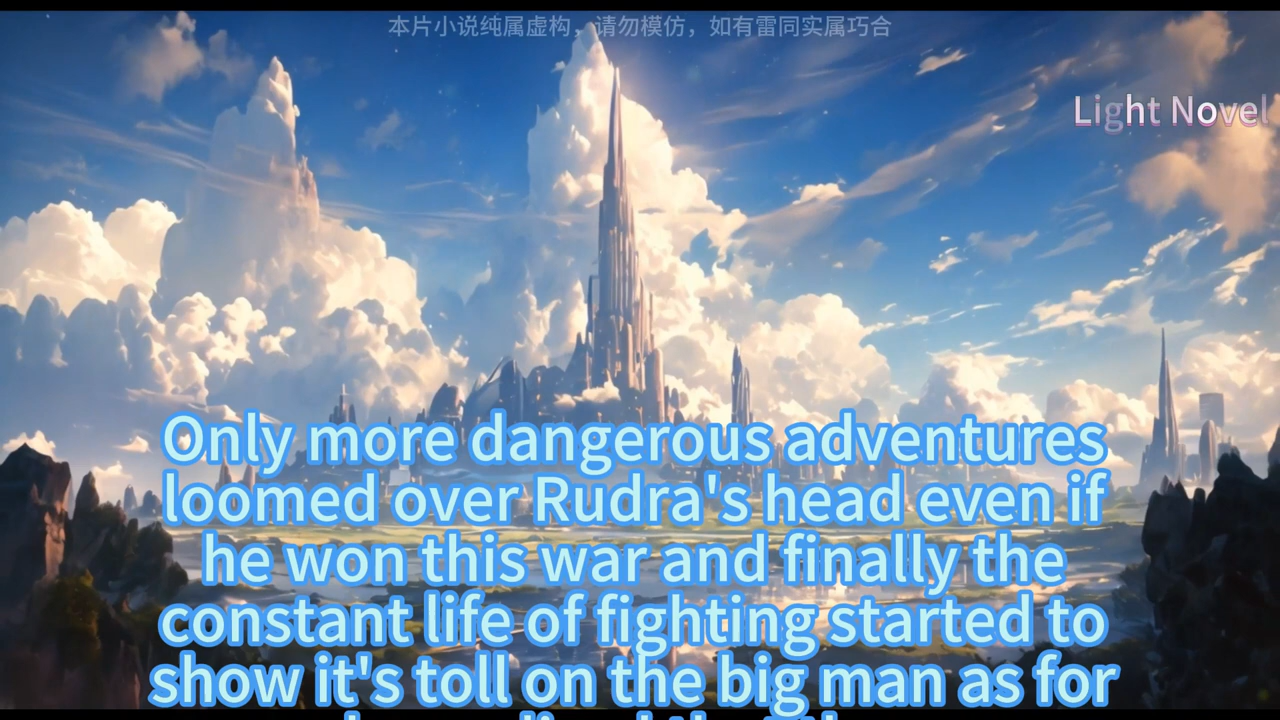 本片小说纯属虚构，请勿模仿，如有雷同实属巧合
Light Novel
Only more dangerous adventures
loomed over Rudra's head even if
he won this war and finally the
constant life of fighting started to
show it's toll on the big man as for